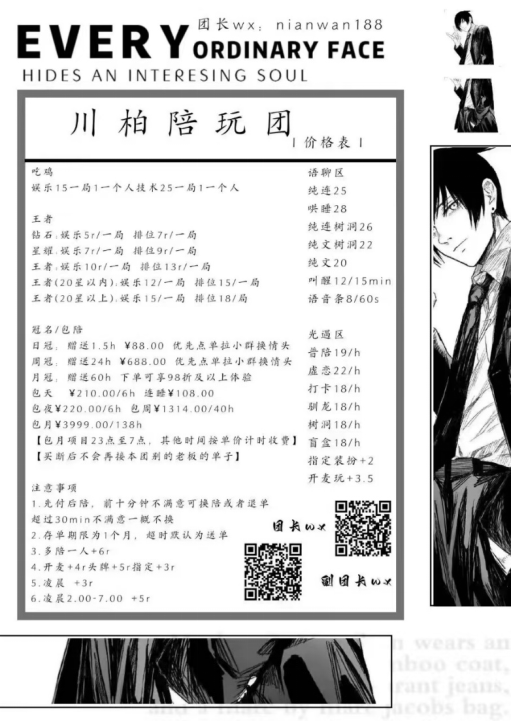 团长wx：nianwan188
EVERY ORDINARY FACE
HIDES AN INTERESING SOUL
川柏陪玩团
|价格表|
吃鸡
娱乐15一局1一个人技术25一局1一个人
王者
钻石:娱乐5r/一局 排位7r/一局
星耀:娱乐7r/一局 排位9r/一局
王者:娱乐10r/一局 排位13r/一局
王者(20星以内):娱乐12/一局 排位15/一局
王者(20星以上):娱乐15/一局 排位18/局
冠名/包陪
日冠：赠送1.5h ¥88.00 优先点单拉小群换情头
周冠：赠送24h ¥688.00 优先点单拉小群换情头
月冠：赠送60h 下单可享98折及以上体验
包天 ¥210.00/6h 连睡¥108.00
包夜¥220.00/6h 包周¥1314.00/40h
包月¥3999.00/138h
【包月项目23点至7点，其他时间按单价计时收费】
【买断后不会再接本团别的老板的单子】
注意事项
1.先付后陪，前十分钟不满意可换陪或者退单
超过30min不满意一概不换
2.存单期限为1个月，超时默认为送单
3.多陪一人+6r
4.开麦+4r头牌+5r指定+3r
5.凌晨 +3r
6.凌晨2.00-7.00 +5r
语聊区
纯连25
哄睡28
纯连树洞26
纯文树洞22
纯文20
叫醒12/15min
语音条8/60s
光遇区
普陪19/h
虚恋22/h
打卡18/h
驯龙18/h
树洞18/h
盲盒18/h
指定装扮+2
开麦玩+3.5
团长wx
副团长wx
wears an
boo coat,
rant jeans,
and a mare by marc jacobs bag.